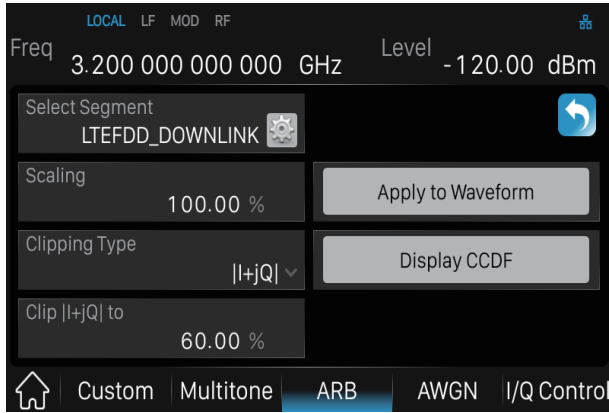 LOCAL LF MOD RF
Freq 3.200 000 000 000 GHz Level -120.00 dBm
Select Segment
LTEFDD_DOWNLINK
Scaling
100.00 %
Apply to Waveform
Clipping Type
|I+jQ|
Display CCDF
Clip |I+jQ| to
60.00 %
Custom Multitone ARB AWGN I/Q Control